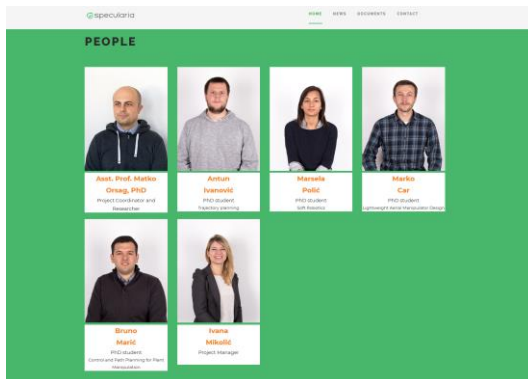 specularia
HOME NEWS DOCUMENTS CONTACT
PEOPLE
Asst. Prof. Matko
Orsag, PhD
Project Coordinator and
Researcher
Antun
Ivanović
PhD student
Trajectory planning
Marsela
Polić
PhD student
Soft Robotics
Marko
Car
PhD student
Lightweight Aerial Manipulator Design
Bruno
Marić
PhD student
Control and Path Planning for Plant
Manipulation
Ivana
Mikolić
Project Manager